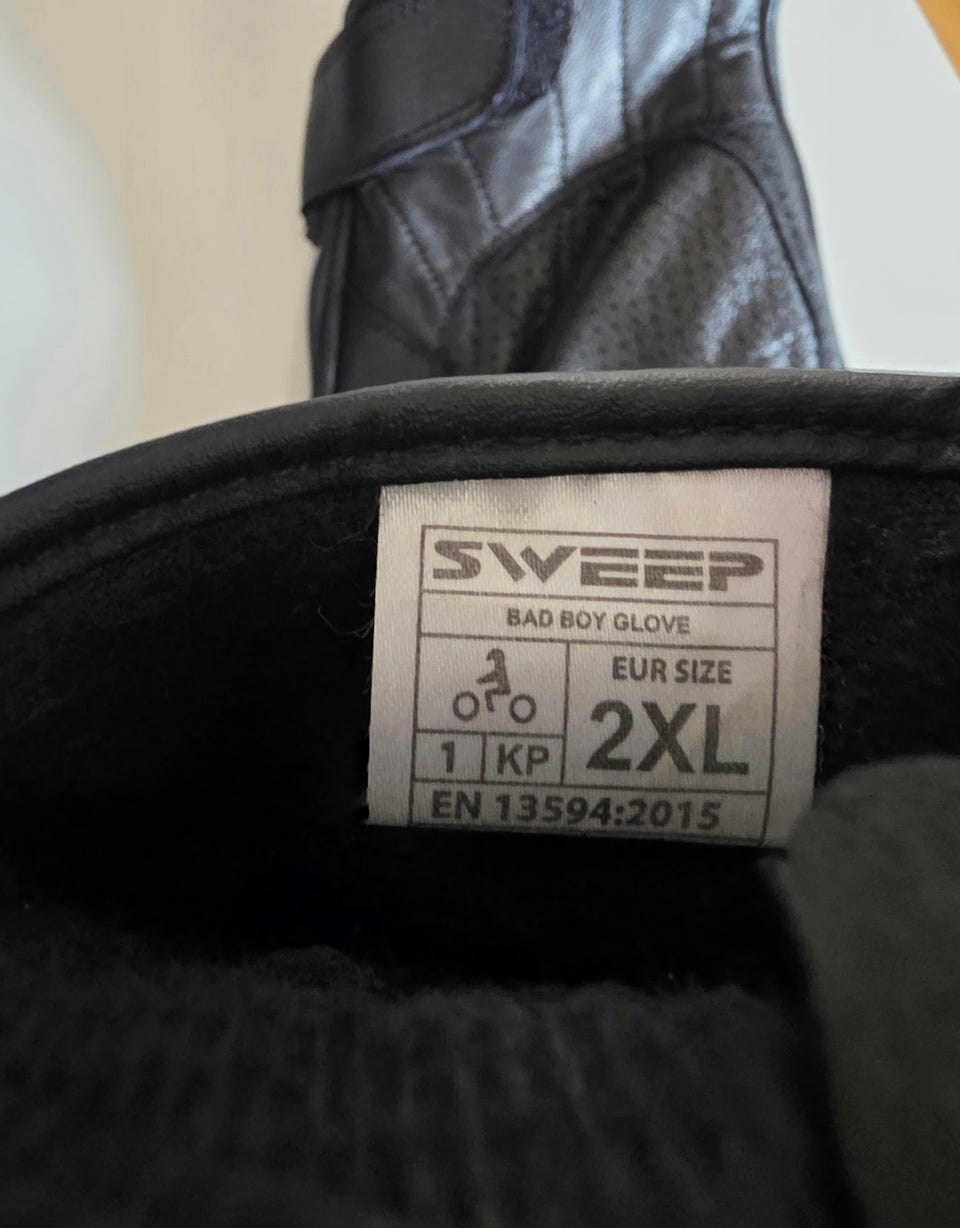 SWEEP
BAD BOY GLOVE
EUR SIZE
2XL
1 KP
EN 13594:2015